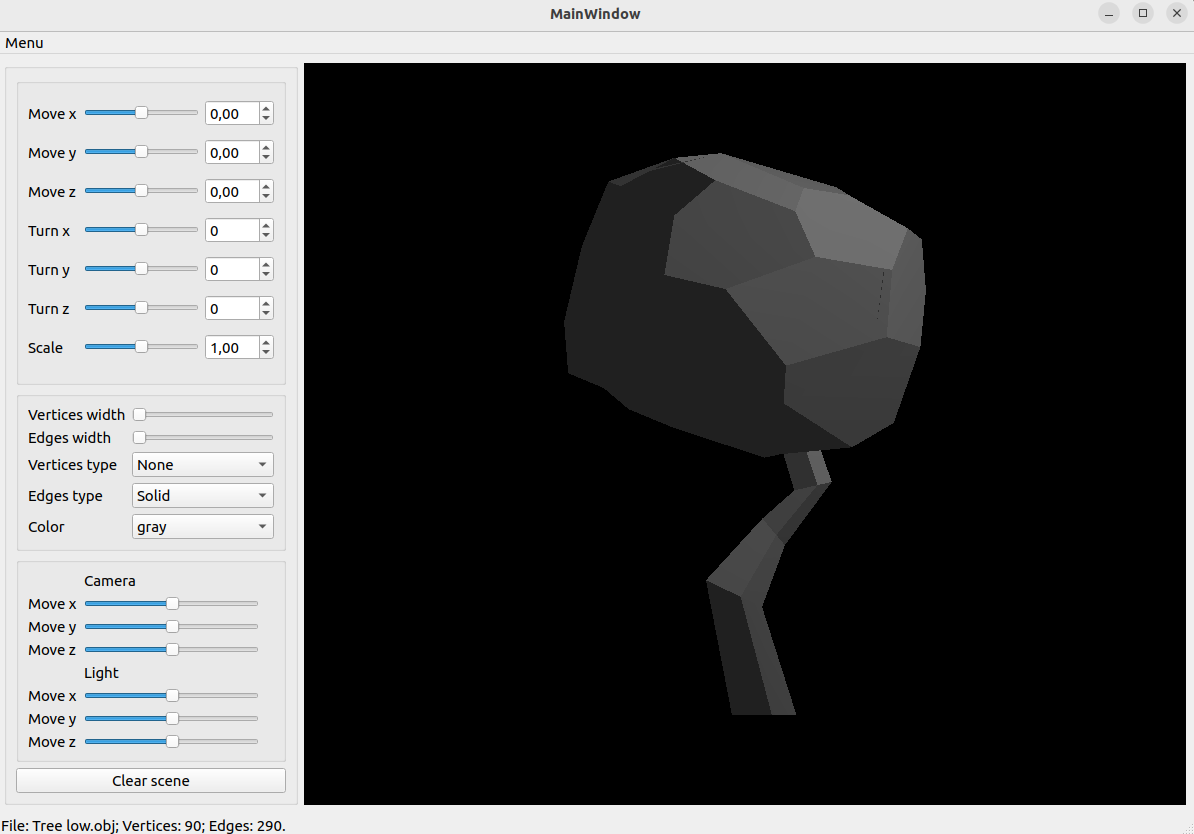 MainWindow
Menu
Move x 0,00
Move y 0,00
Move z 0,00
Turn x 0
Turn y 0
Turn z 0
Scale 1,00
Vertices width
Edges width
Vertices type None
Edges type Solid
Color gray
Camera
Move x
Move y
Move z
Light
Move x
Move y
Move z
Clear scene
File: Tree low.obj; Vertices: 90; Edges: 290.